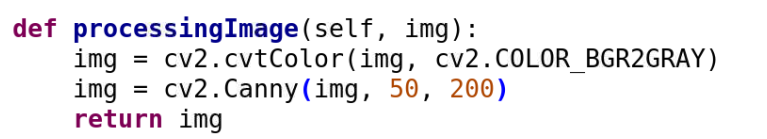 def processingImage(self, img):
    img = cv2.cvtColor(img, cv2.COLOR_BGR2GRAY)
    img = cv2.Canny(img, 50, 200)
    return img